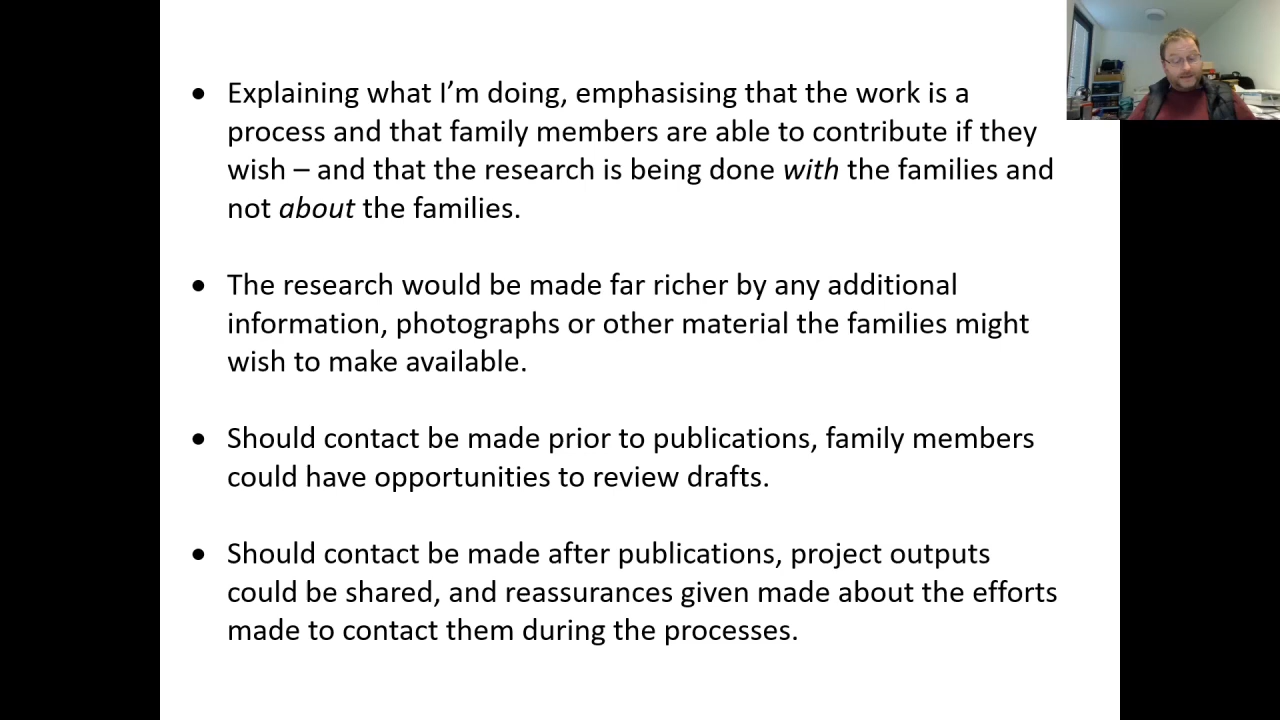 • Explaining what I'm doing, emphasising that the work is a
process and that family members are able to contribute if they
wish – and that the research is being done with the families and
not about the families.
• The research would be made far richer by any additional
information, photographs or other material the families might
wish to make available.
• Should contact be made prior to publications, family members
could have opportunities to review drafts.
• Should contact be made after publications, project outputs
could be shared, and reassurances given made about the efforts
made to contact them during the processes.